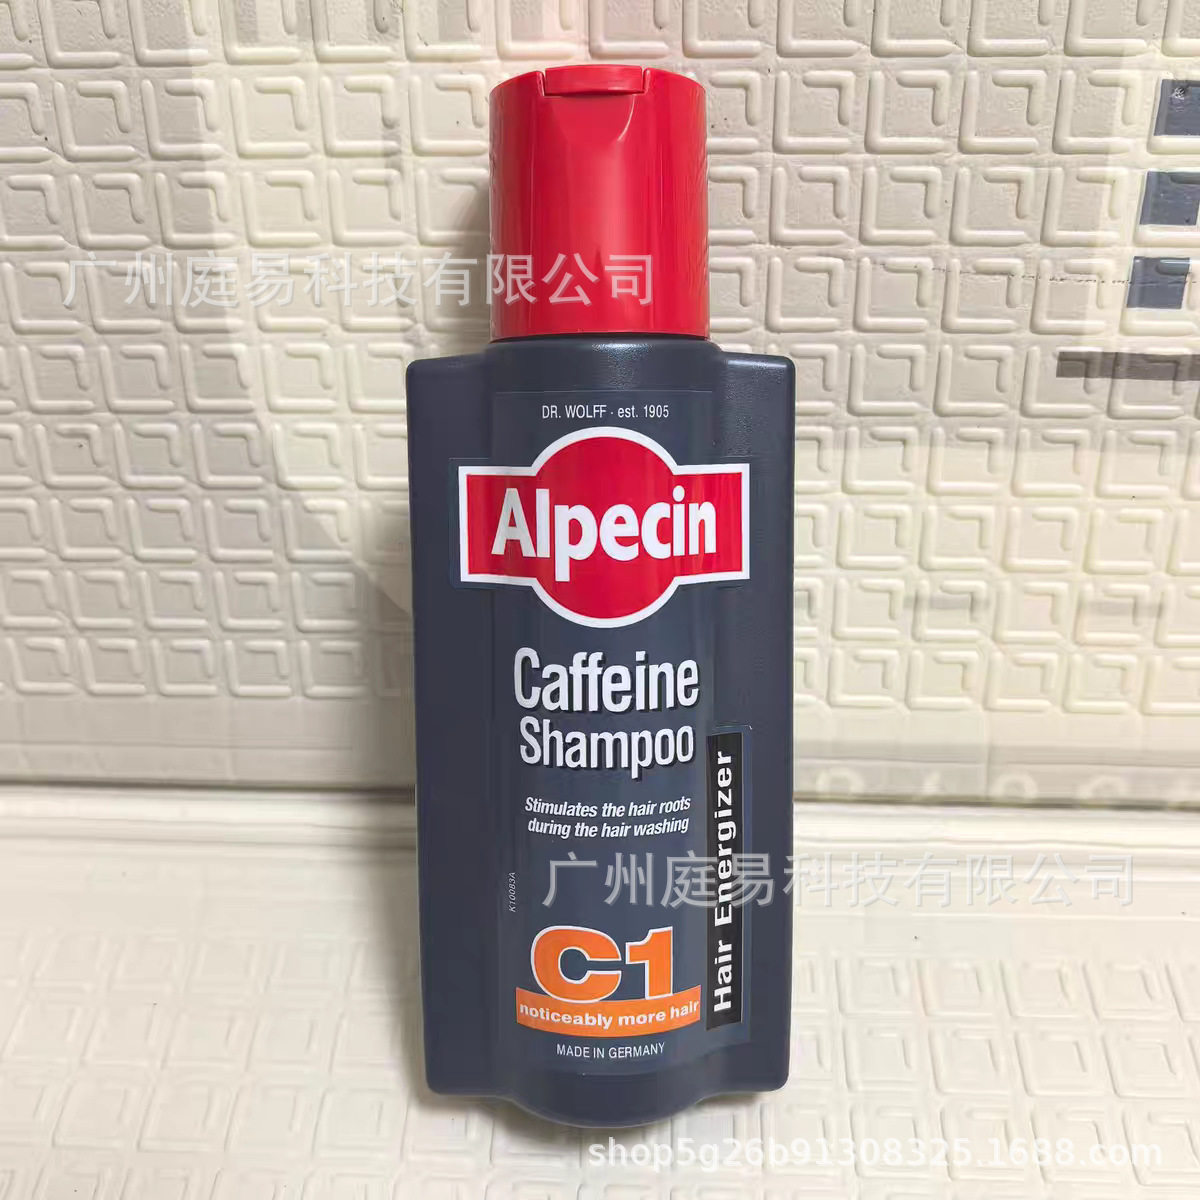 广州庭易科技有限公司
DR. WOLFF · est. 1905
Alpecin
Caffeine
Shampoo
Stimulates the hair roots
during the hair washing
Hair Energizer
广州庭易科技有限公司
K10083A
C1
noticeably more hair
MADE IN GERMANY
shop5g26b91308325.1688.com